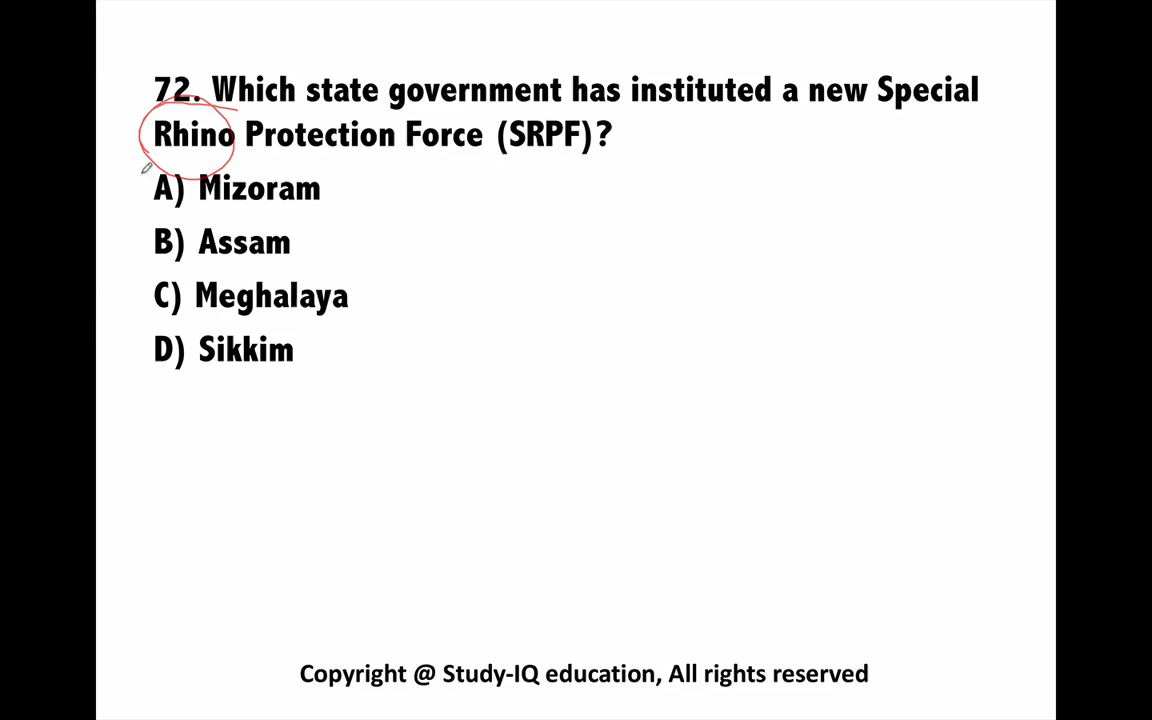 72. Which state government has instituted a new Special
Rhino Protection Force (SRPF)?
A) Mizoram
B) Assam
C) Meghalaya
D) Sikkim
Copyright @ Study-IQ education, All rights reserved